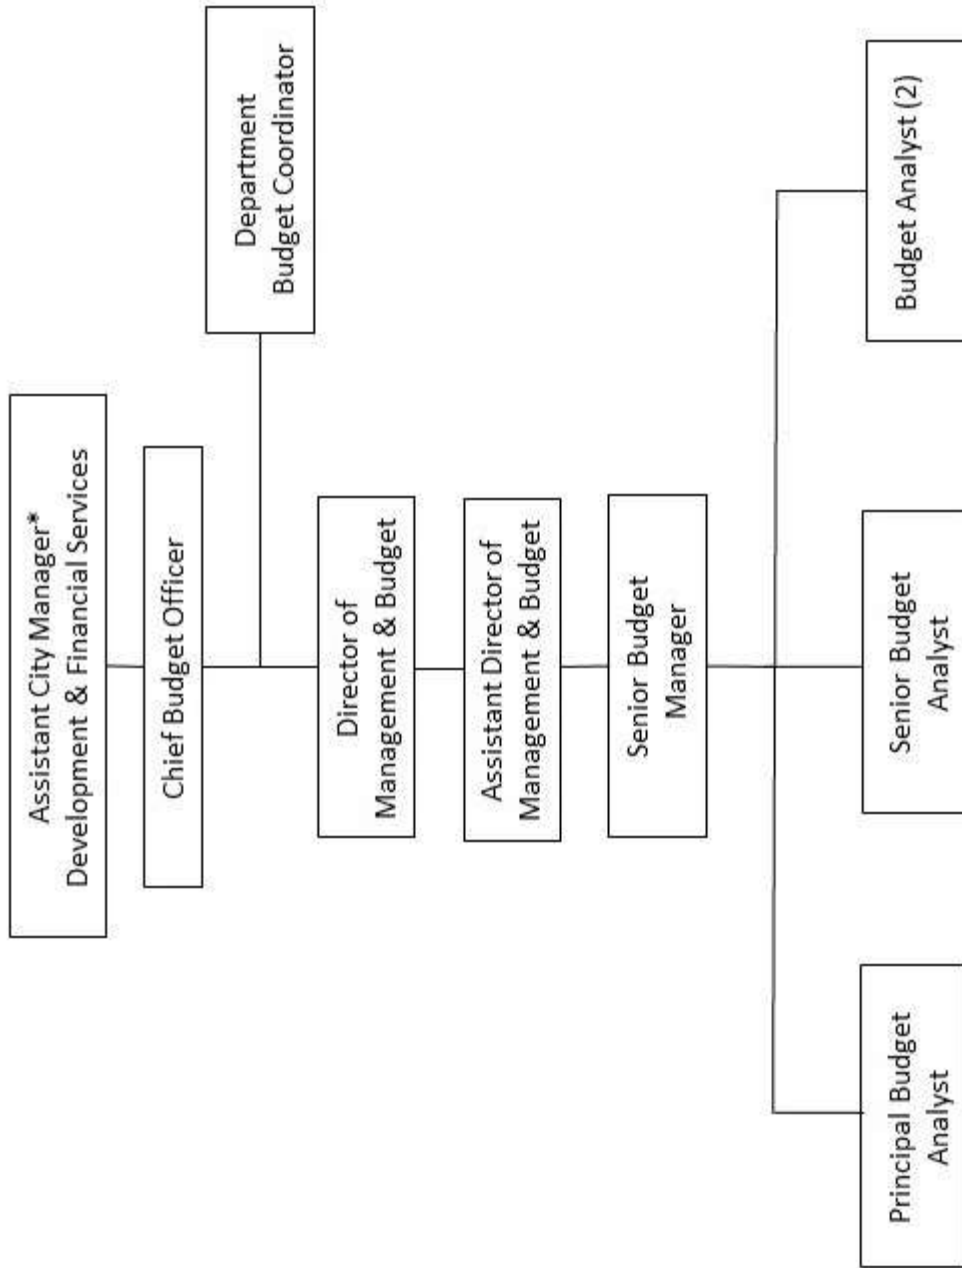 Assistant City Manager*
Development & Financial Services
Chief Budget Officer
Department
Budget Coordinator
Director of
Management & Budget
Assistant Director of
Management & Budget
Senior Budget
Manager
Principal Budget
Analyst
Senior Budget
Analyst
Budget Analyst (2)